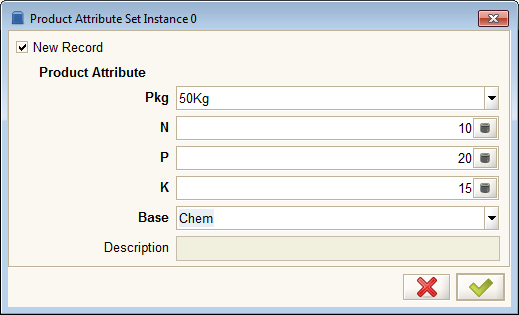 Product Attribute Set Instance 0
New Record
Product Attribute
Pkg 50Kg
N 10
P 20
K 15
Base Chem
Description